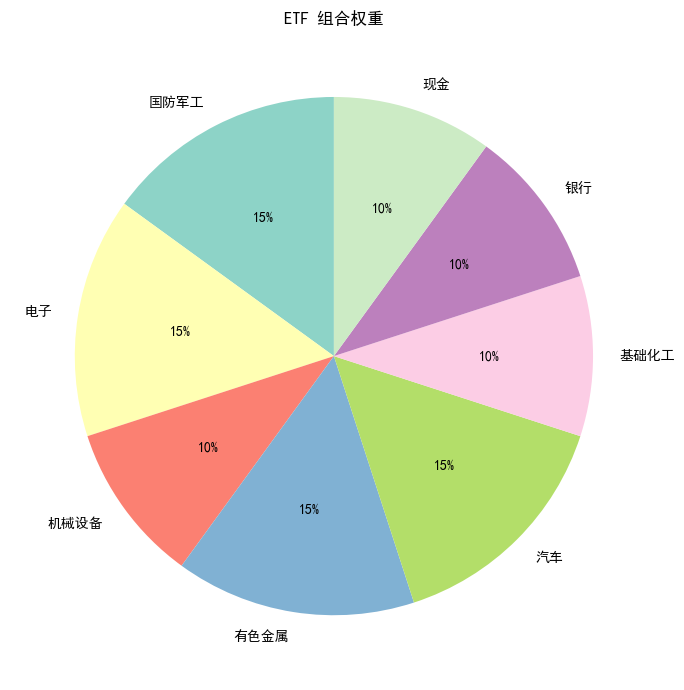 ETF 组合权重
国防军工
15%
电子
15%
机械设备
10%
有色金属
15%
汽车
15%
基础化工
10%
银行
10%
现金
10%